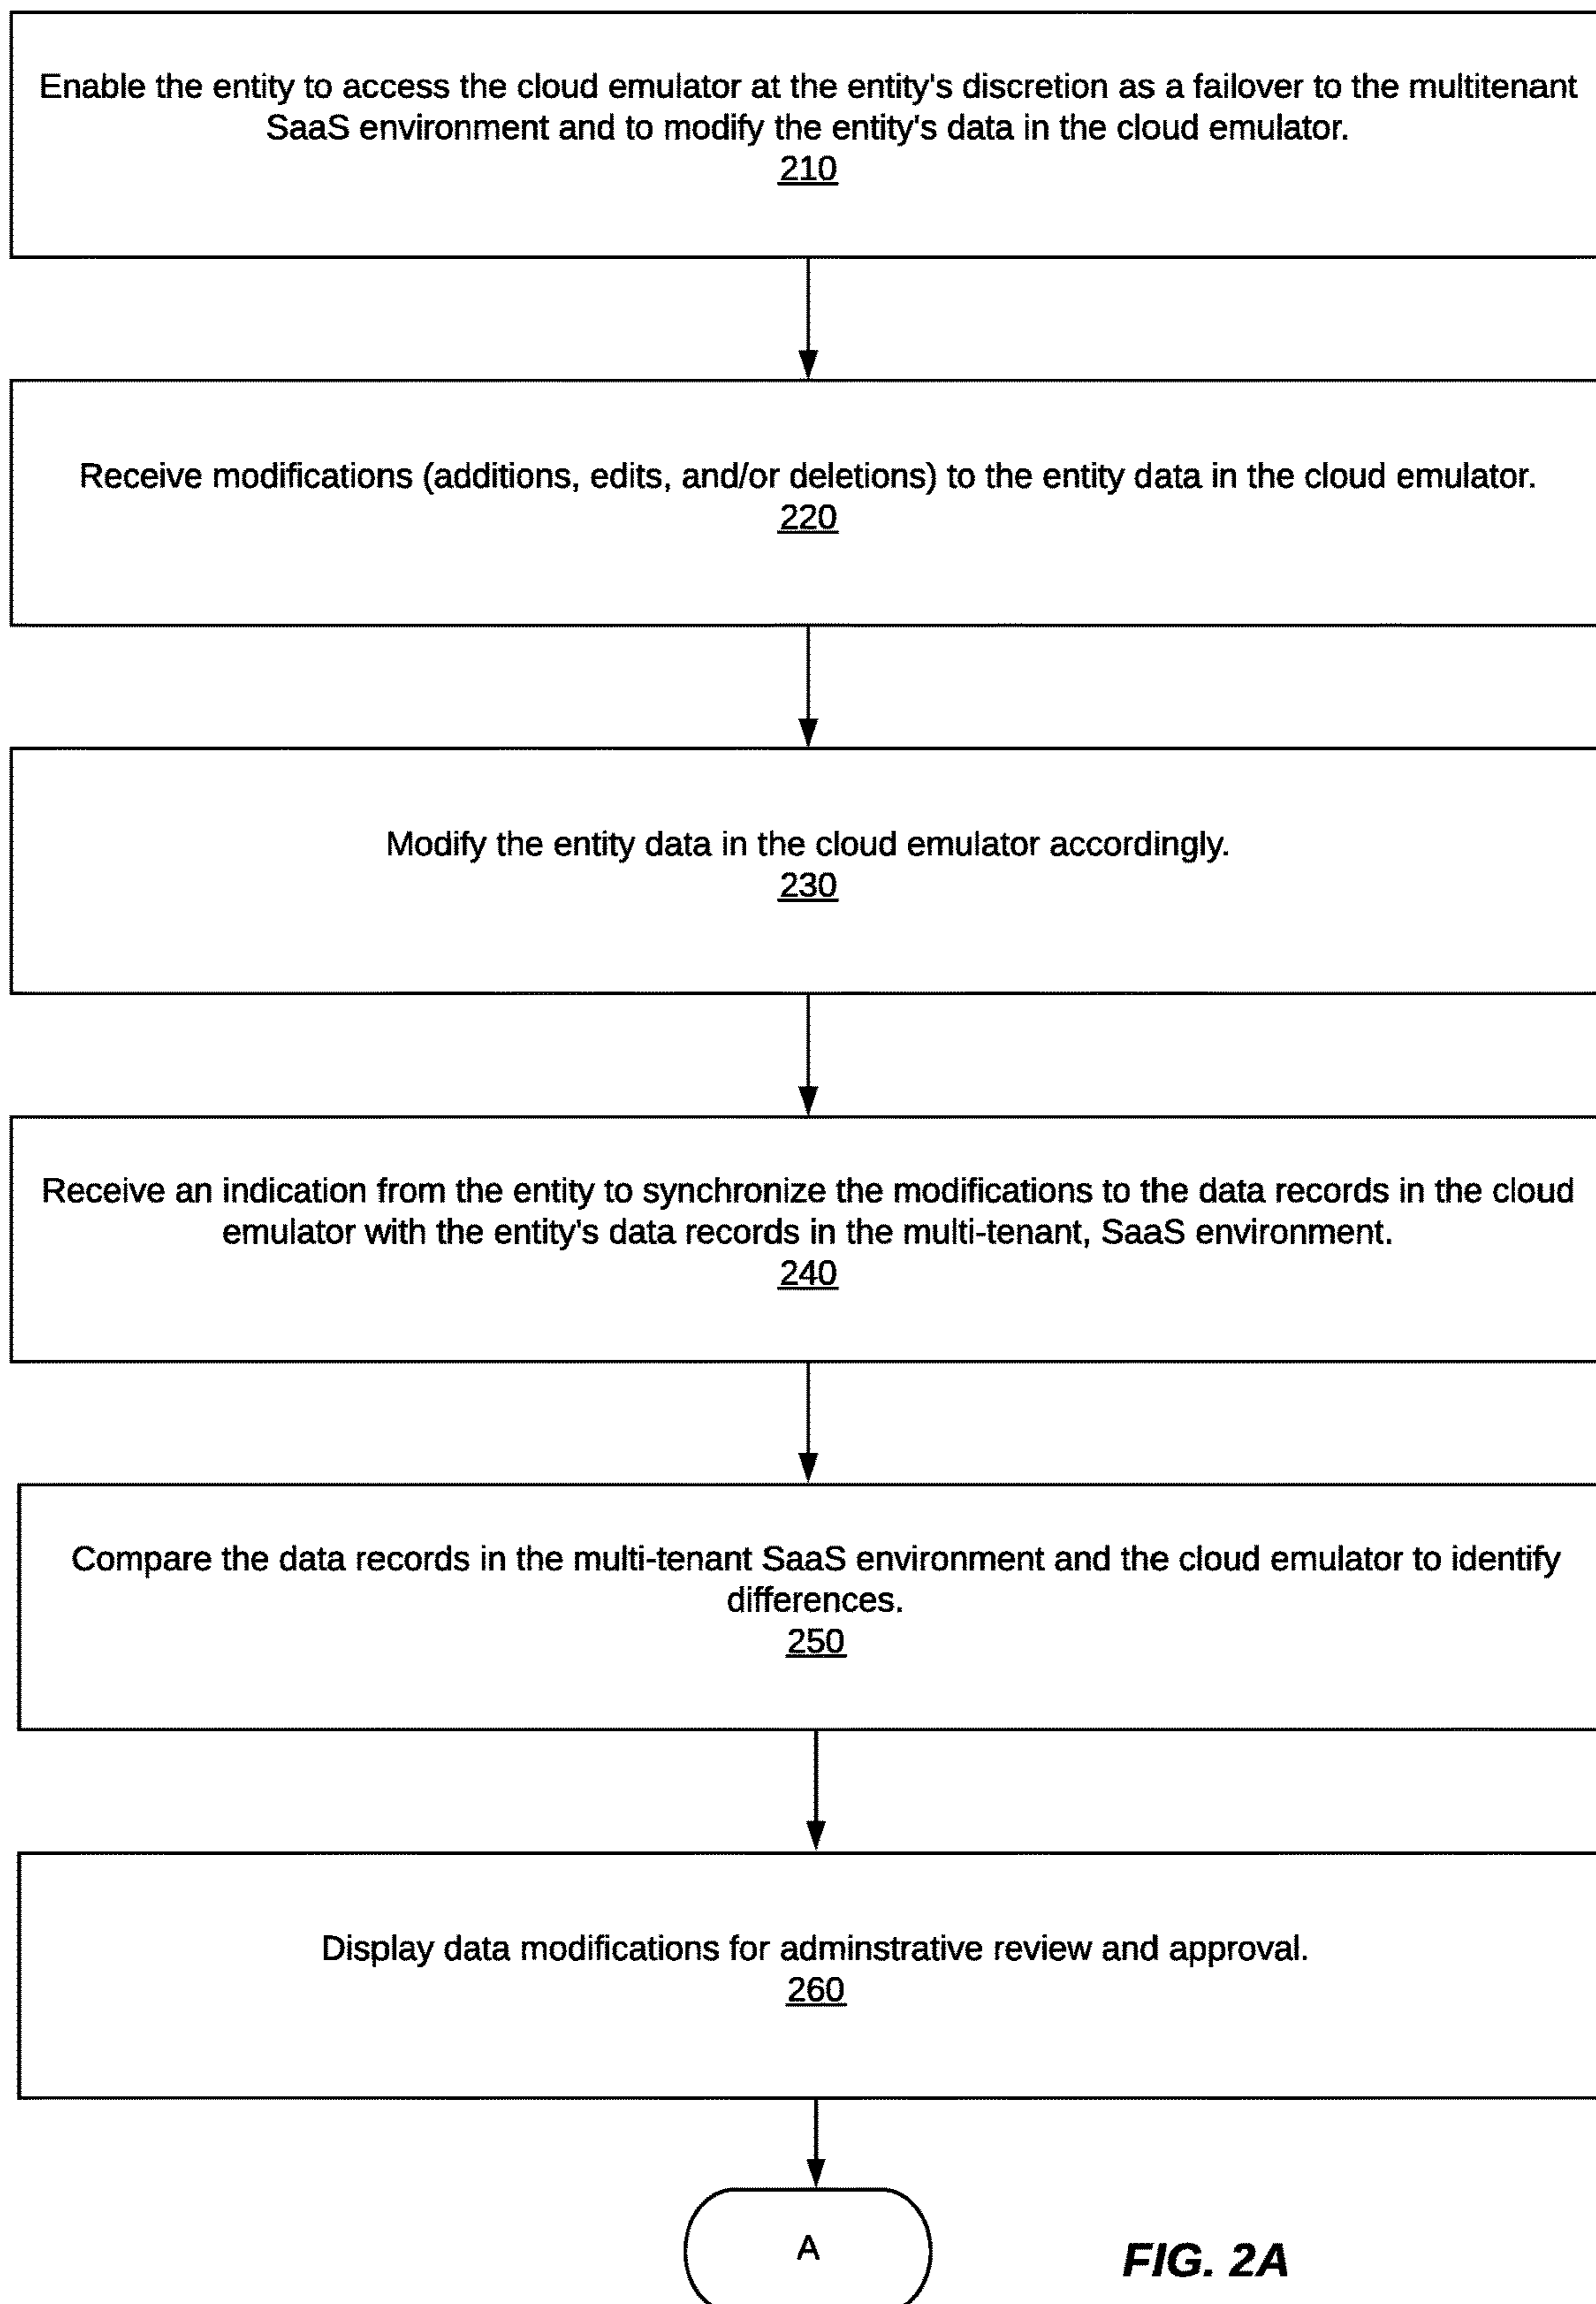 Enable the entity to access the cloud emulator at the entity's discretion as a failover to the multitenant
SaaS environment and to modify the entity's data in the cloud emulator.
210
Receive modifications (additions, edits, and/or deletions) to the entity data in the cloud emulator.
220
Modify the entity data in the cloud emulator accordingly.
230
Receive an indication from the entity to synchronize the modifications to the data records in the cloud
emulator with the entity's data records in the multi-tenant, SaaS environment.
240
Compare the data records in the multi-tenant SaaS environment and the cloud emulator to identify
differences.
250
Display data modifications for adminstrative review and approval.
260
A
FIG. 2A